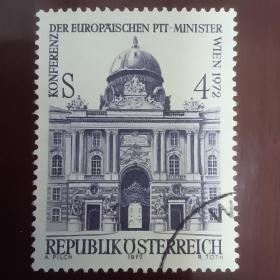 KONFERENZ DER EUROPÄISCHEN PTT-MINISTER WIEN 1972
S 4
REPUBLIK ÖSTERREICH
A. PILCH 1972 R. TOTH